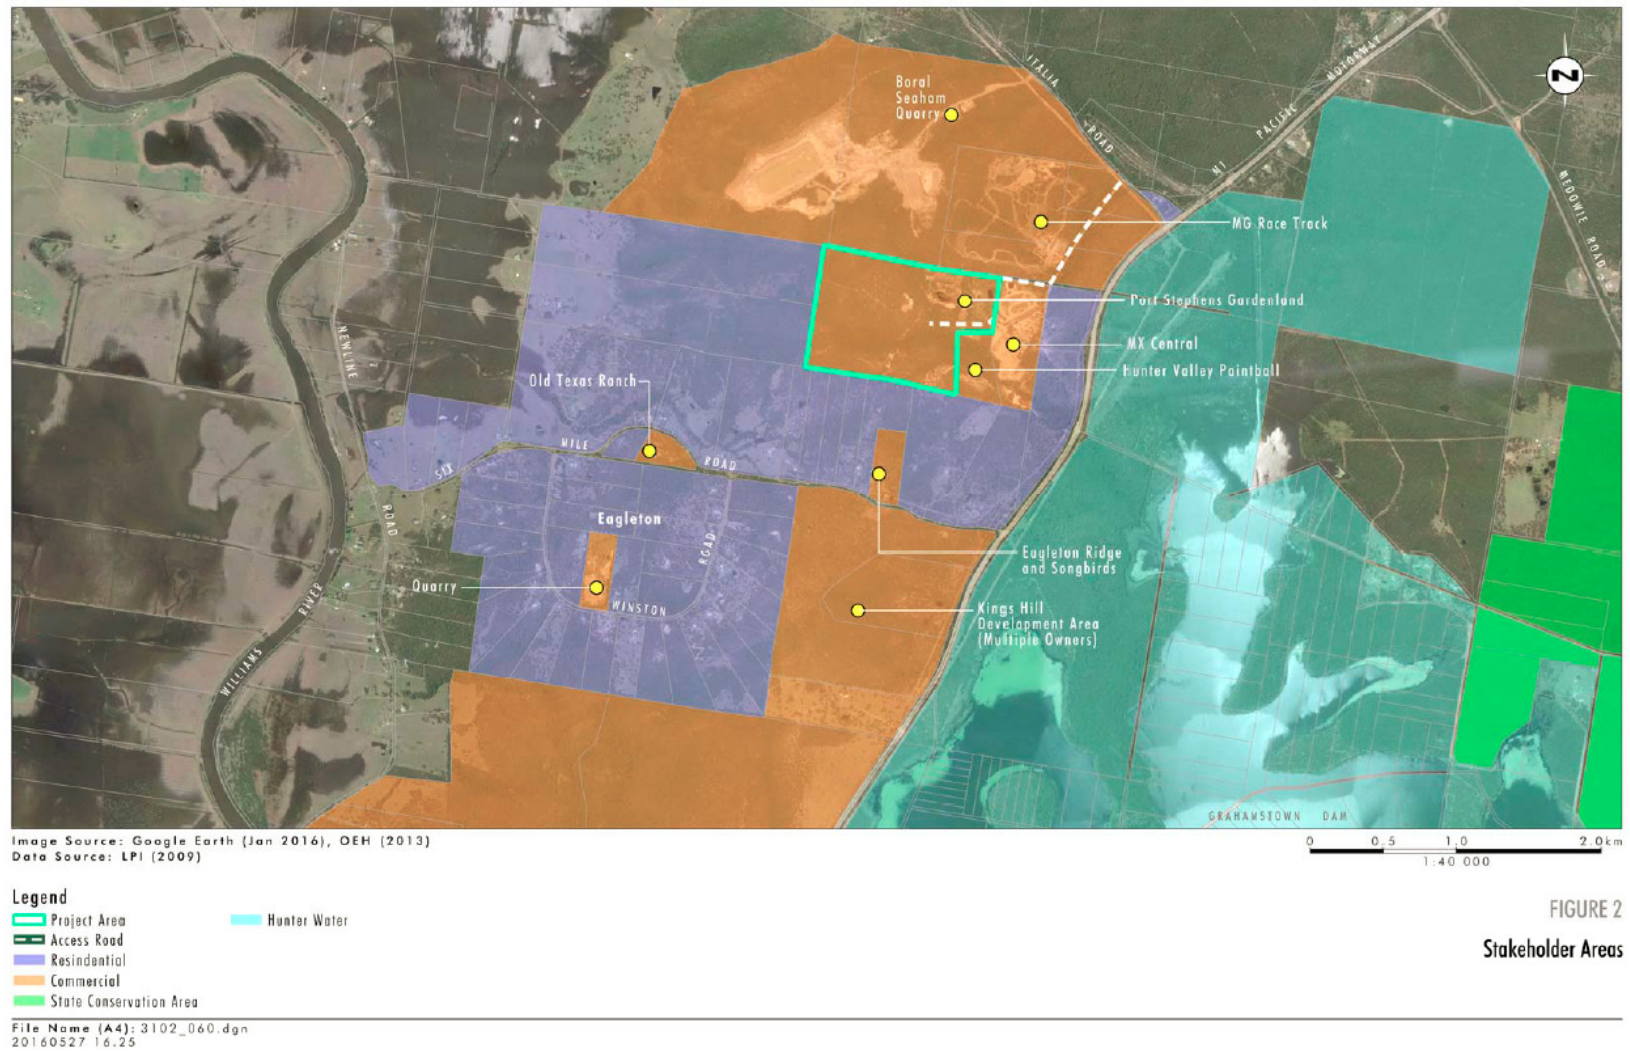 Boral
Seaham
Quarry
ITALIA
ROAD
M1
PACIFIC
MOTORWAY
N
MEDOWIE ROAD
MG Race Track
Port Stephens Gardenland
MX Central
Hunter Valley Paintball
NEWLINE
ROAD
Old Texas Ranch
SIX
MILE
ROAD
Eagleton
ROAD
Quarry
WINSTON
Eagleton Ridge
and Songbirds
Kings Hill
Development Area
(Multiple Owners)
WILLIAMS
RIVER
GRAHAMSTOWN DAM
Image Source: Google Earth (Jan 2016), OEH (2013)
Data Source: LPI (2009)
0 0.5 1.0 2.0km
1:40 000
Legend
Project Area
Access Road
Resindential
Commercial
State Conservation Area
Hunter Water
FIGURE 2
Stakeholder Areas
File Name (A4): 3102_060.dgn
20160527 16.25